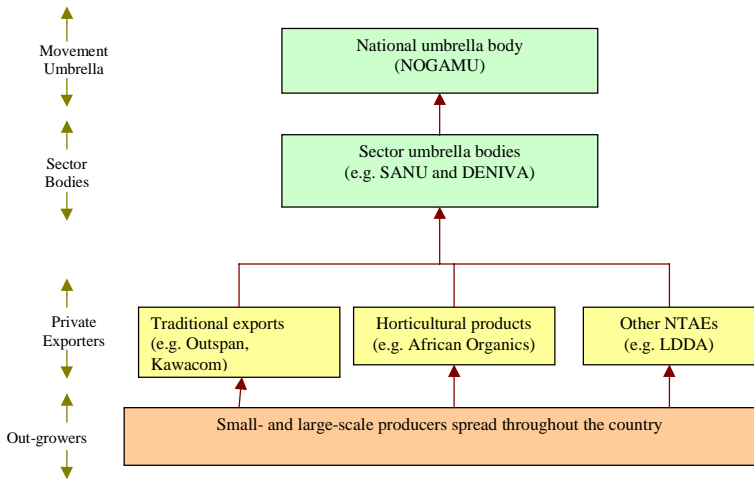 Movement
Umbrella
National umbrella body
(NOGAMU)
Sector
Bodies
Sector umbrella bodies
(e.g. SANU and DENIVA)
Private
Exporters
Traditional exports
(e.g. Outspan,
Kawacom)
Horticultural products
(e.g. African Organics)
Other NTAEs
(e.g. LDDA)
Out-growers
Small- and large-scale producers spread throughout the country